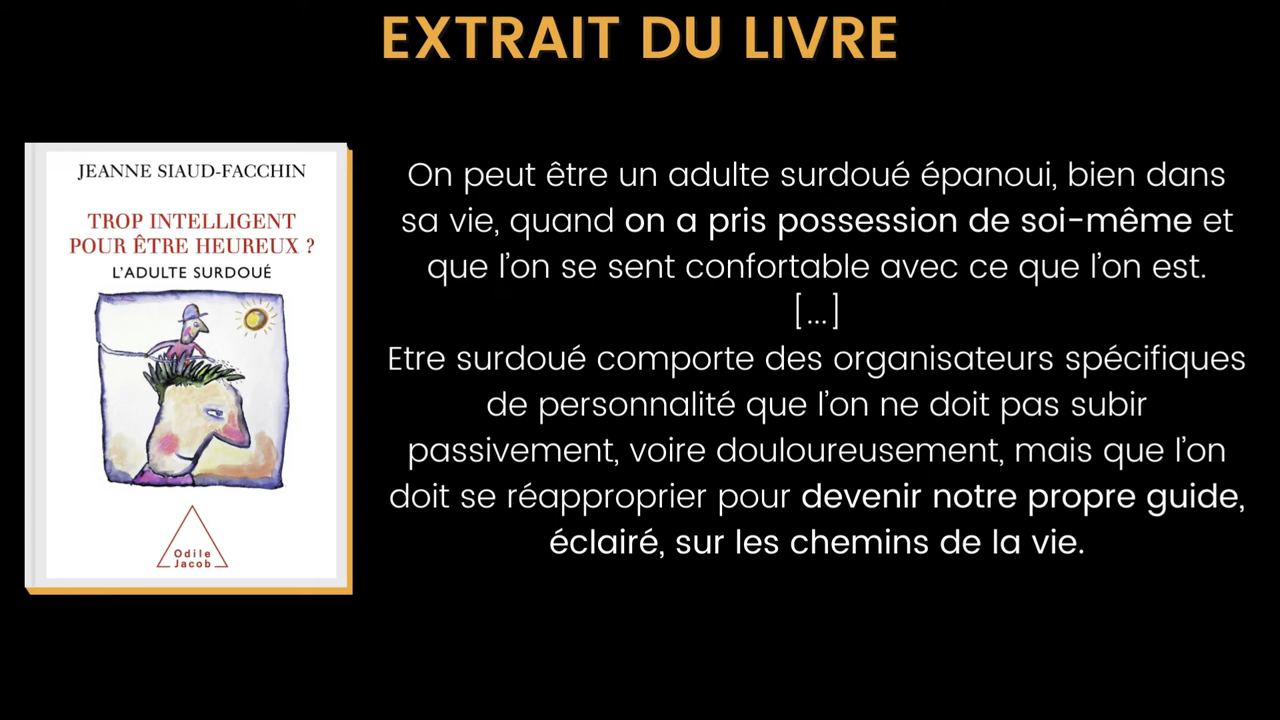 EXTRAIT DU LIVRE
JEANNE SIAUD-FACCHIN
TROP INTELLIGENT
POUR ÊTRE HEUREUX ?
L'ADULTE SURDOUÉ
Odile
Jacob
On peut être un adulte surdoué épanoui, bien dans
sa vie, quand on a pris possession de soi-même et
que l'on se sent confortable avec ce que l'on est.
[...]
Etre surdoué comporte des organisateurs spécifiques
de personnalité que l'on ne doit pas subir
passivement, voire douloureusement, mais que l'on
doit se réapproprier pour devenir notre propre guide,
éclairé, sur les chemins de la vie.